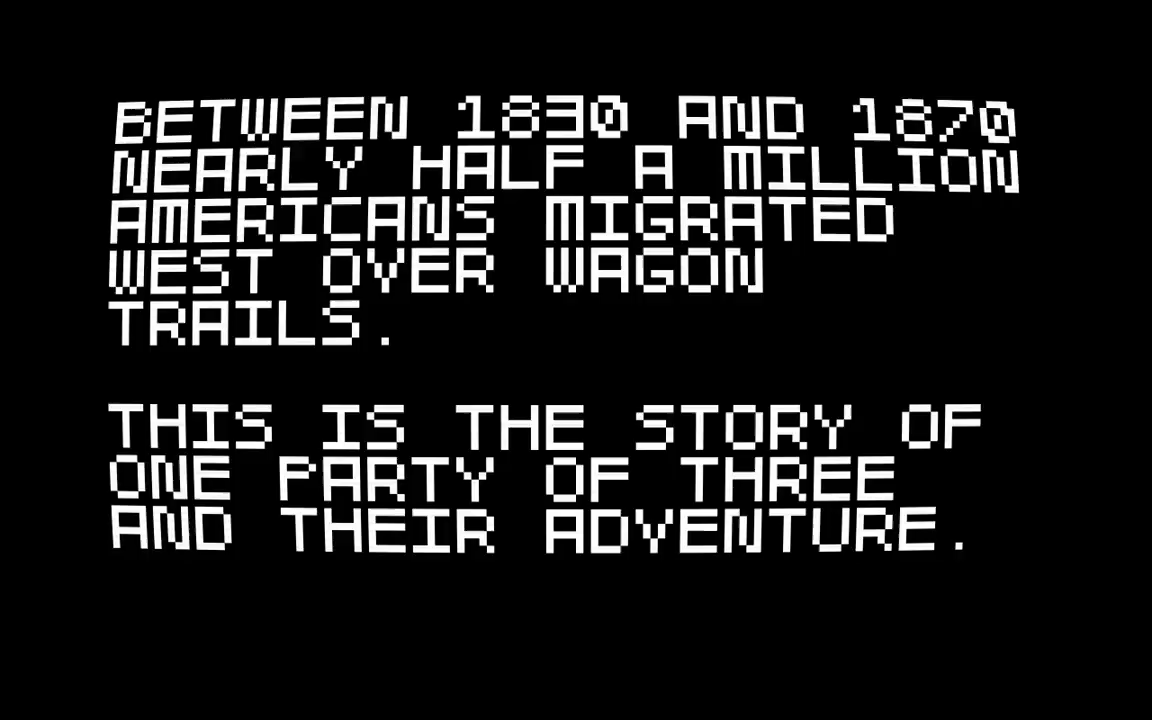 BETWEEN 1830 AND 1870
NEARLY HALF A MILLION
AMERICANS MIGRATED
WEST OVER WAGON
TRAILS.
THIS IS THE STORY OF
ONE PARTY OF THREE
AND THEIR ADVENTURE.